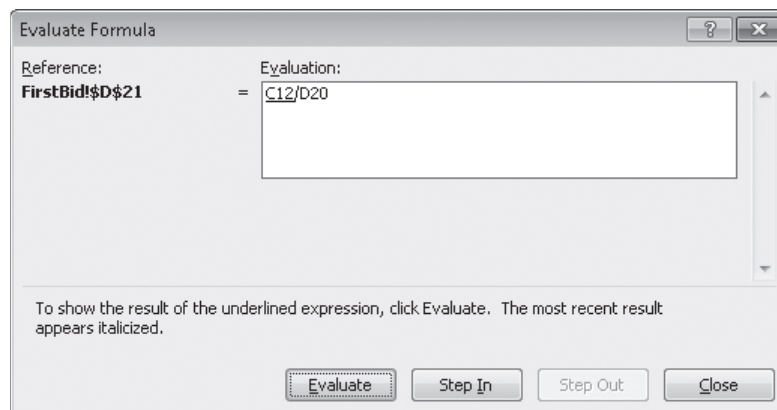 Evaluate Formula
Reference:
Evaluation:
FirstBid!$D$21 = C12/D20
To show the result of the underlined expression, click Evaluate. The most recent result
appears italicized.
Evaluate Step In Step Out Close